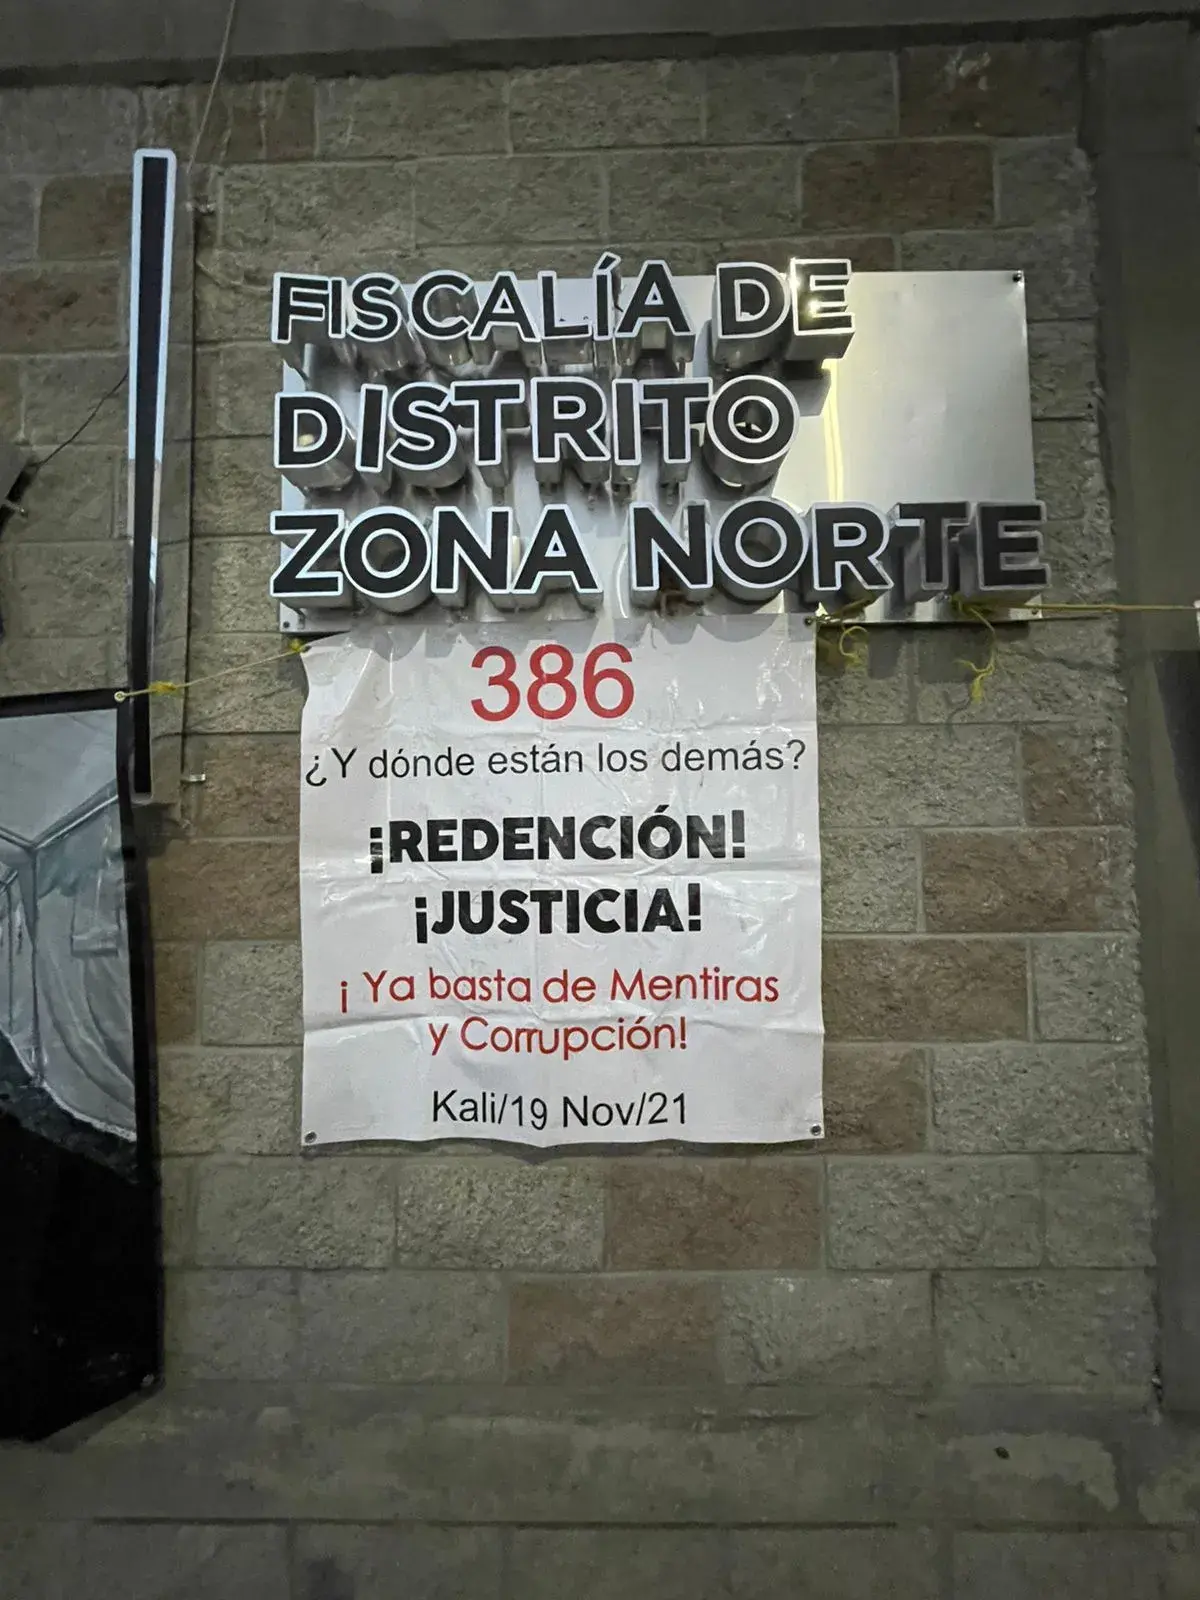 FISCALÍA DE
DISTRITO
ZONA NORTE
386
¿Y dónde están los demás?
¡REDENCIÓN!
¡JUSTICIA!
¡ Ya basta de Mentiras
y Corrupción!
Kali/19 Nov/21